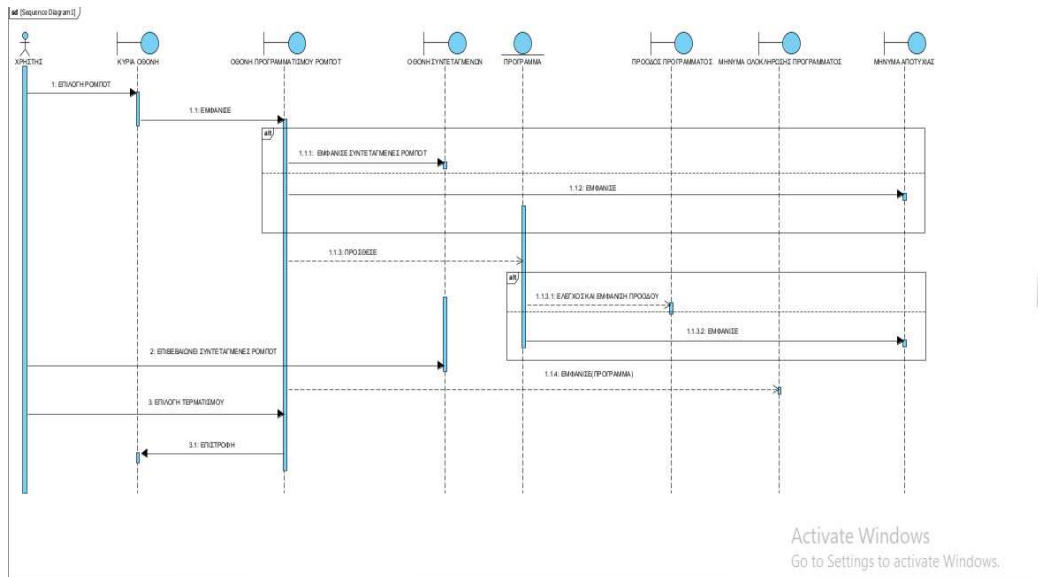 sd [Sequence Diagram1]
ΧΡΗΣΤΗΣ
ΚΥΡΙΑ ΟΘΟΝΗ
ΟΘΟΝΗ ΠΡΟΓΡΑΜΜΑΤΙΣΜΟΥ ΡΟΜΠΟΤ
ΟΘΟΝΗ ΣΥΝΤΕΤΑΓΜΕΝΩΝ
ΠΡΟΓΡΑΜΜΑ
ΠΡΟΟΔΟΣ ΠΡΟΓΡΑΜΜΑΤΟΣ
ΜΗΝΥΜΑ ΟΛΟΚΛΗΡΩΣΗΣ ΠΡΟΓΡΑΜΜΑΤΟΣ
ΜΗΝΥΜΑ ΑΠΟΤΥΧΙΑΣ
1: ΕΠΙΛΟΓΗ ΡΟΜΠΟΤ
1.1: ΕΜΦΑΝΙΣΕ
alt
1.1.1: ΕΜΦΑΝΙΣΕ ΣΥΝΤΕΤΑΓΜΕΝΕΣ ΡΟΜΠΟΤ
1.1.2: ΕΜΦΑΝΙΣΕ
1.1.3: ΠΡΟΣΘΕΣΕ
alt
1.1.3.1: ΕΛΕΓΧΟΣ ΚΑΙ ΕΜΦΑΝΙΣΗ ΠΡΟΟΔΟΥ
1.1.3.2: ΕΜΦΑΝΙΣΕ
2: ΕΠΙΒΕΒΑΙΩΝΕΙ ΣΥΝΤΕΤΑΓΜΕΝΕΣ ΡΟΜΠΟΤ
1.1.4: ΕΜΦΑΝΙΣΕ(ΠΡΟΓΡΑΜΜΑ)
3: ΕΠΙΛΟΓΗ ΤΕΡΜΑΤΙΣΜΟΥ
3.1: ΕΠΙΣΤΡΟΦΗ
Activate Windows
Go to Settings to activate Windows.